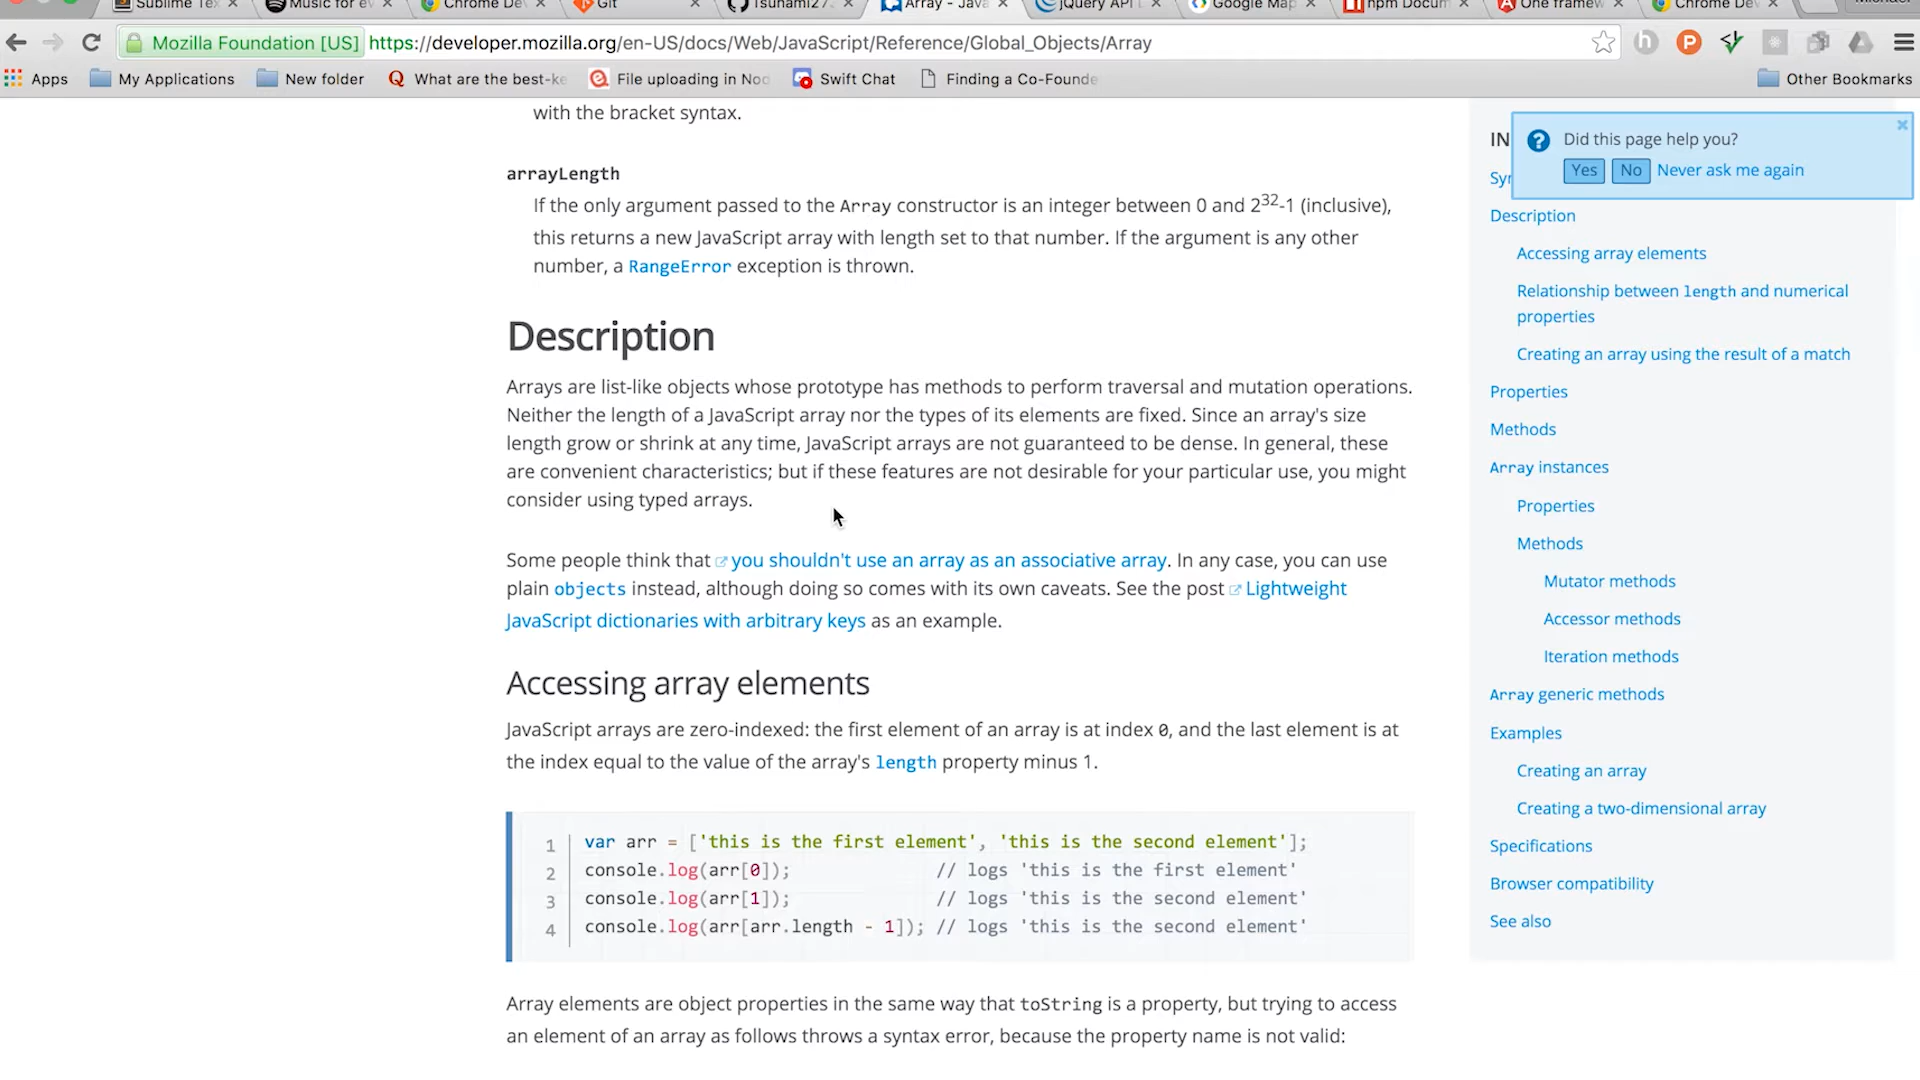 Sublime Tex
Music for ev
Chrome Dev
Git
Tsunami27
Array - Java
jQuery API D
Google Map
npm Docum
One framew
Chrome Dev
Michael
Mozilla Foundation [US] https://developer.mozilla.org/en-US/docs/Web/JavaScript/Reference/Global_Objects/Array
Apps My Applications New folder What are the best-ke File uploading in Noc Swift Chat Finding a Co-Founde Other Bookmarks
with the bracket syntax.
arrayLength
If the only argument passed to the Array constructor is an integer between 0 and 2³²-1 (inclusive),
this returns a new JavaScript array with length set to that number. If the argument is any other
number, a RangeError exception is thrown.
Description
Arrays are list-like objects whose prototype has methods to perform traversal and mutation operations.
Neither the length of a JavaScript array nor the types of its elements are fixed. Since an array's size
length grow or shrink at any time, JavaScript arrays are not guaranteed to be dense. In general, these
are convenient characteristics; but if these features are not desirable for your particular use, you might
consider using typed arrays.
Some people think that you shouldn't use an array as an associative array. In any case, you can use
plain objects instead, although doing so comes with its own caveats. See the post Lightweight
JavaScript dictionaries with arbitrary keys as an example.
Accessing array elements
JavaScript arrays are zero-indexed: the first element of an array is at index 0, and the last element is at
the index equal to the value of the array's length property minus 1.
1 var arr = ['this is the first element', 'this is the second element'];
2 console.log(arr[0]); // logs 'this is the first element'
3 console.log(arr[1]); // logs 'this is the second element'
4 console.log(arr[arr.length - 1]); // logs 'this is the second element'
Array elements are object properties in the same way that toString is a property, but trying to access
an element of an array as follows throws a syntax error, because the property name is not valid:
IN
Did this page help you?
Yes No Never ask me again
Syn
Description
Accessing array elements
Relationship between length and numerical
properties
Creating an array using the result of a match
Properties
Methods
Array instances
Properties
Methods
Mutator methods
Accessor methods
Iteration methods
Array generic methods
Examples
Creating an array
Creating a two-dimensional array
Specifications
Browser compatibility
See also